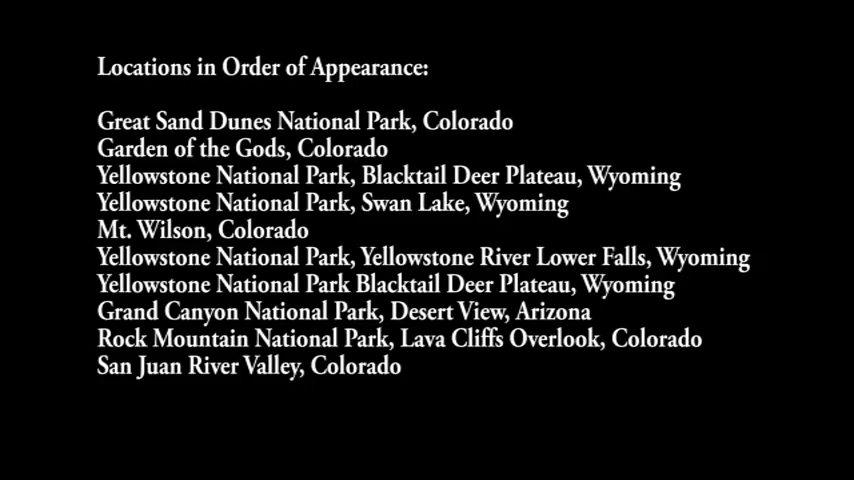 Locations in Order of Appearance:
Great Sand Dunes National Park, Colorado
Garden of the Gods, Colorado
Yellowstone National Park, Blacktail Deer Plateau, Wyoming
Yellowstone National Park, Swan Lake, Wyoming
Mt. Wilson, Colorado
Yellowstone National Park, Yellowstone River Lower Falls, Wyoming
Yellowstone National Park Blacktail Deer Plateau, Wyoming
Grand Canyon National Park, Desert View, Arizona
Rock Mountain National Park, Lava Cliffs Overlook, Colorado
San Juan River Valley, Colorado